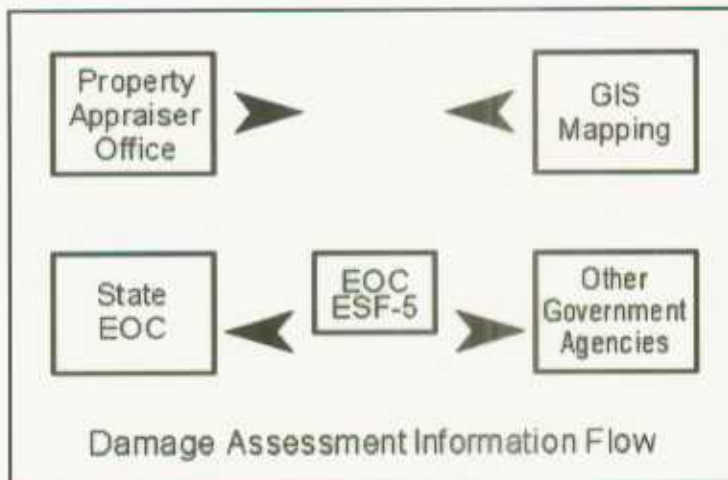 Property
Appraiser
Office
GIS
Mapping
State
EOC
EOC
ESF-5
Other
Government
Agencies
Damage Assessment Information Flow